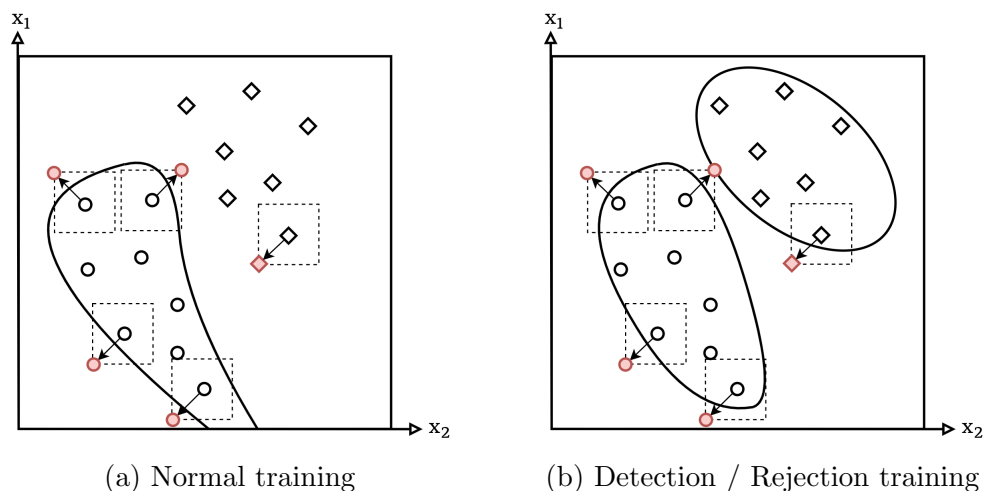 x₁
x₂
(a) Normal training
x₁
x₂
(b) Detection / Rejection training